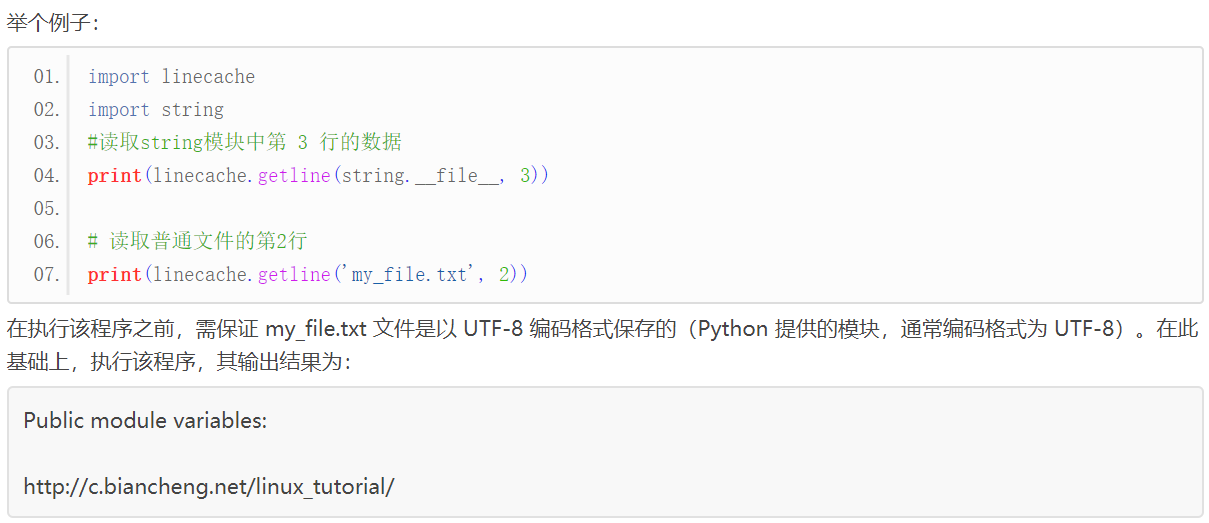 举个例子：
01. import linecache
02. import string
03. #读取string模块中第 3 行的数据
04. print(linecache.getline(string.__file__, 3))
05.
06. # 读取普通文件的第2行
07. print(linecache.getline('my_file.txt', 2))
在执行该程序之前，需保证 my_file.txt 文件是以 UTF-8 编码格式保存的（Python 提供的模块，通常编码格式为 UTF-8）。在此
基础上，执行该程序，其输出结果为：
Public module variables:
http://c.biancheng.net/linux_tutorial/